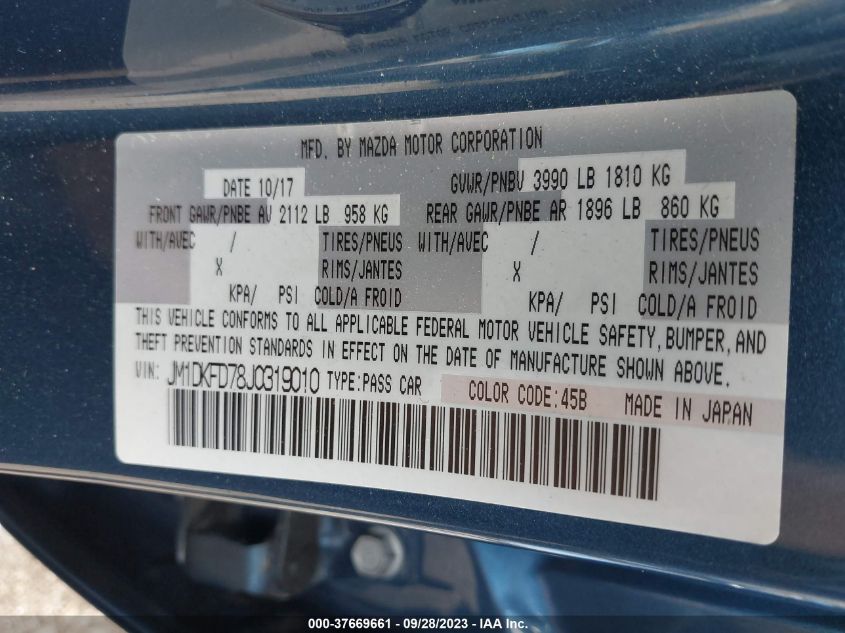 MFD. BY MAZDA MOTOR CORPORATION
DATE 10/17 GVWR/PNBV 3990 LB 1810 KG
FRONT GAWR/PNBE AV 2112 LB 958 KG REAR GAWR/PNBE AR 1896 LB 860 KG
WITH/AVEC / TIRES/PNEUS WITH/AVEC / TIRES/PNEUS
X RIMS/JANTES X RIMS/JANTES
KPA/ PSI COLD/A FROID KPA/ PSI COLD/A FROID
THIS VEHICLE CONFORMS TO ALL APPLICABLE FEDERAL MOTOR VEHICLE SAFETY, BUMPER, AND
THEFT PREVENTION STANDARDS IN EFFECT ON THE DATE OF MANUFACTURE SHOWN ABOVE.
VIN: JM1DKFD78J0319010 TYPE:PASS CAR COLOR CODE:45B MADE IN JAPAN
000-37669661 - 09/28/2023 - IAA Inc.